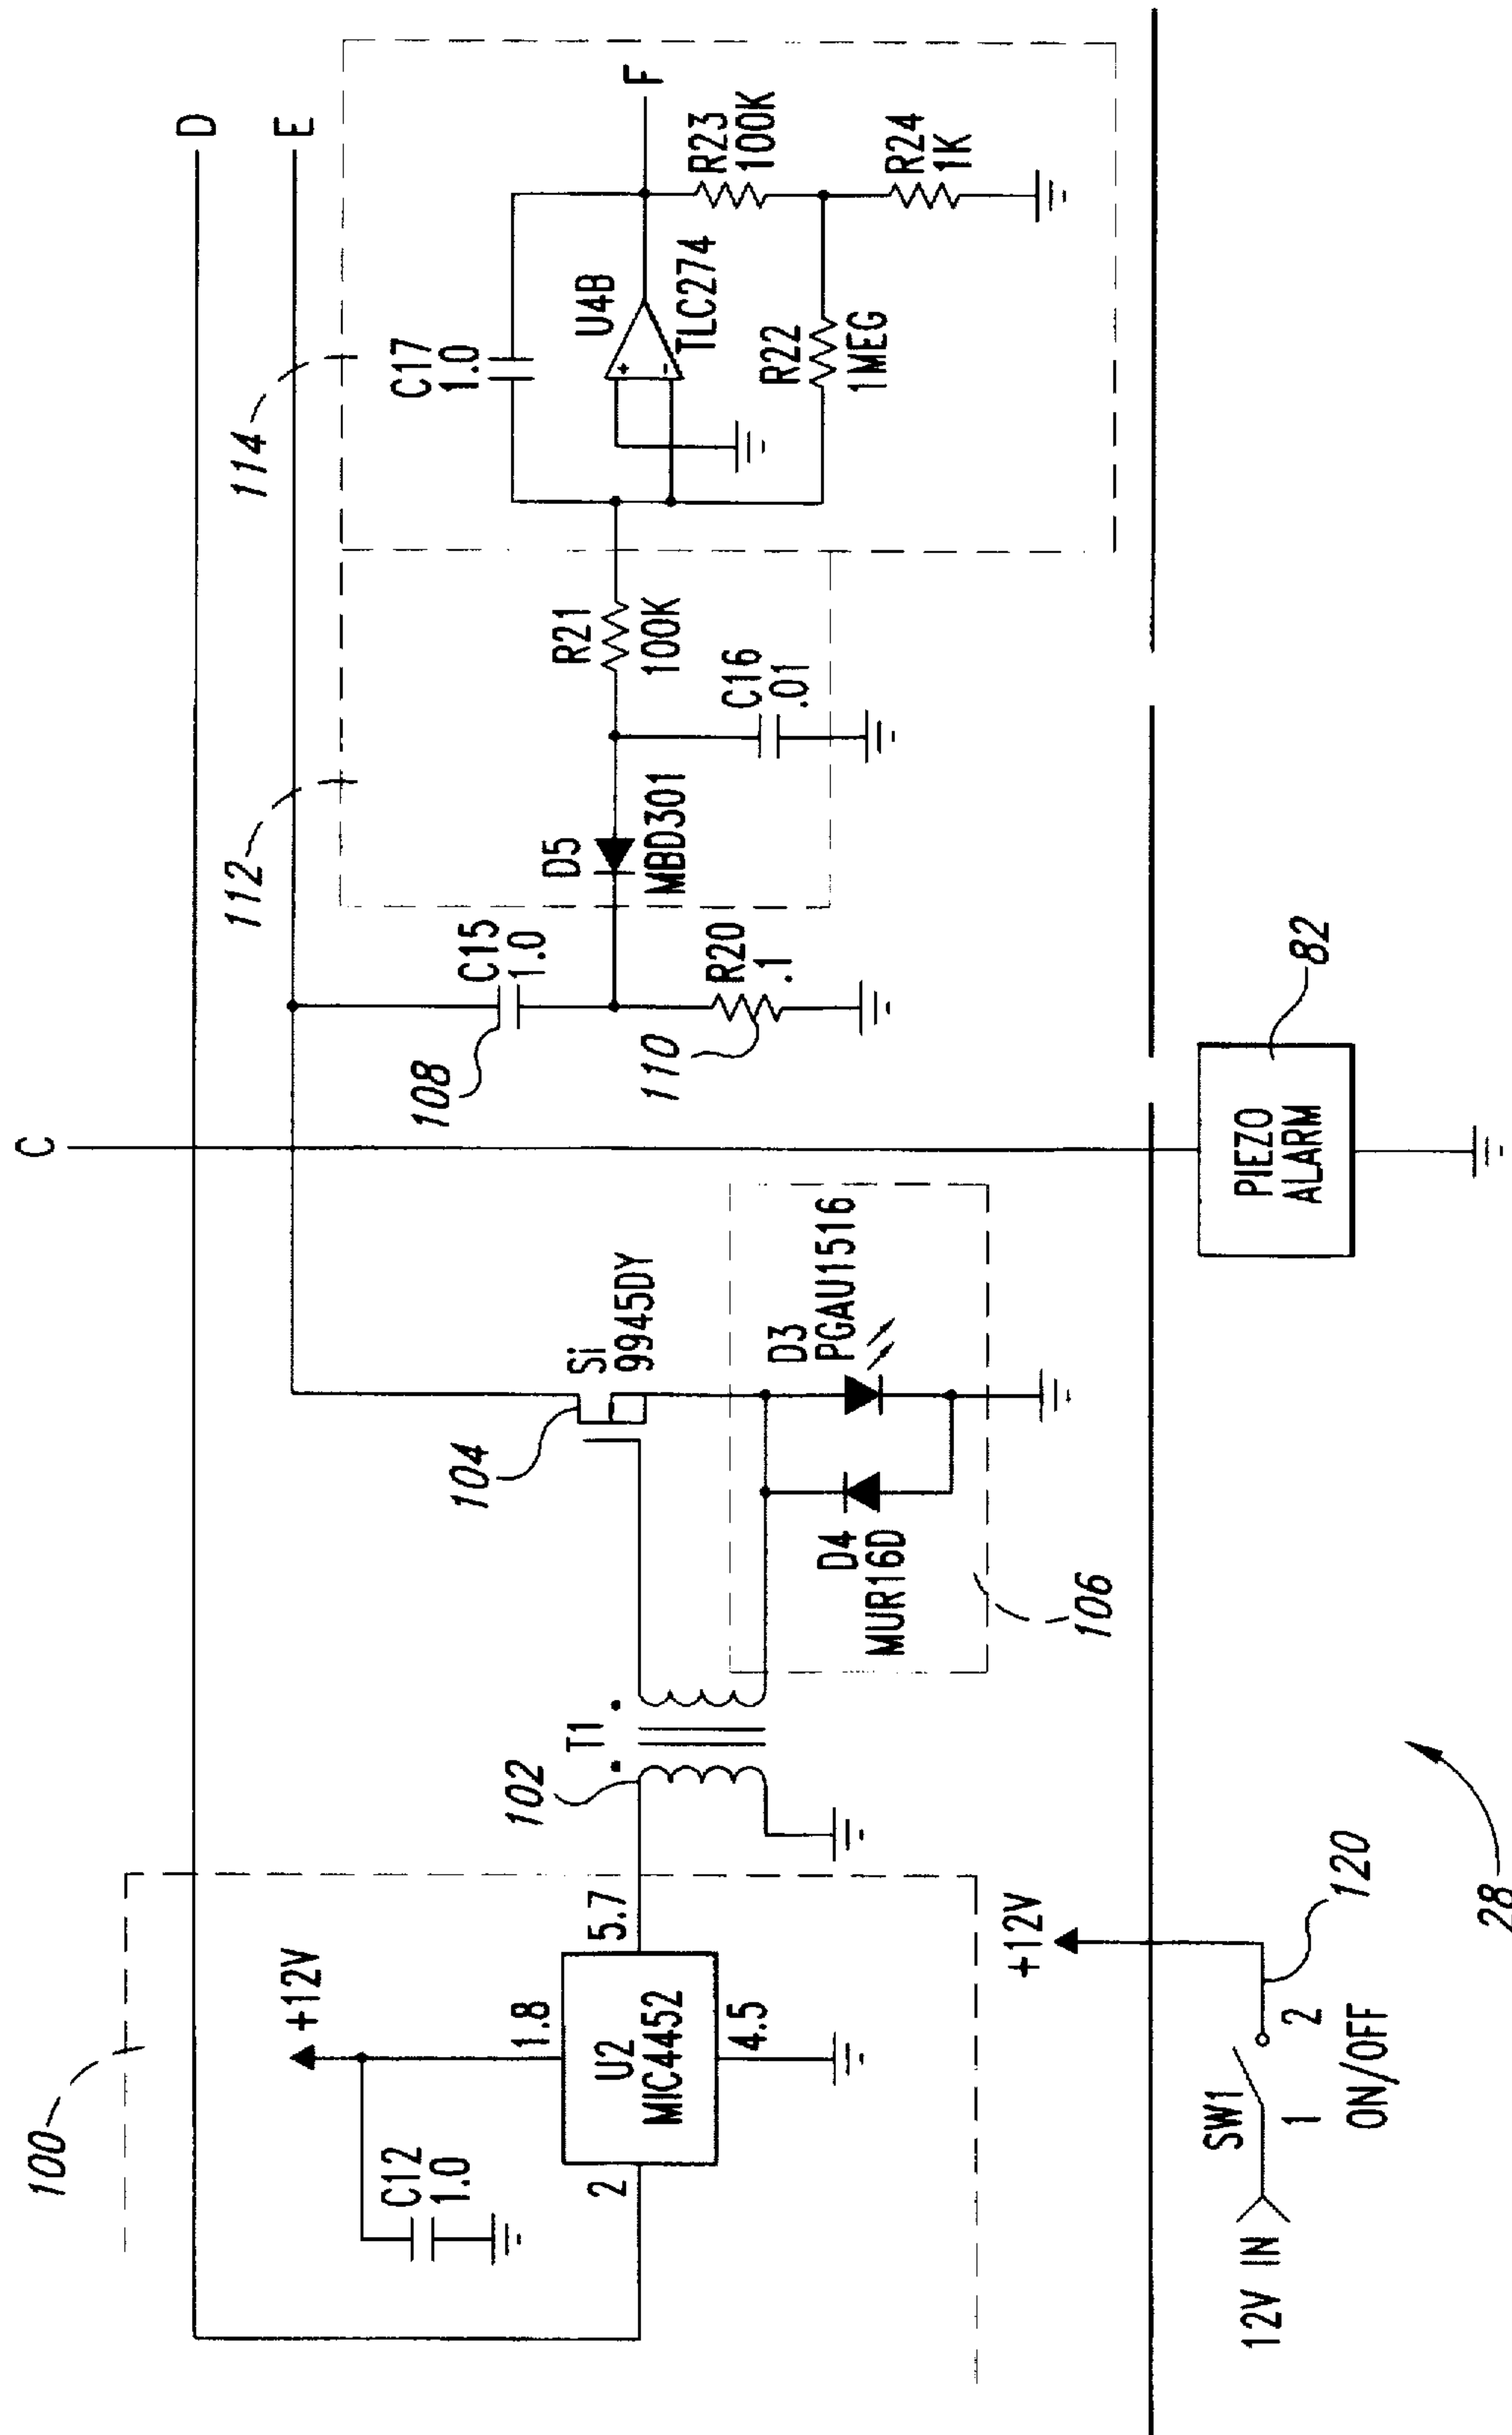 100
C12
1.0
+12V
2
1.8
U2
MIC4452
4.5
5.7
+12V
12V IN
SW1
1
2
ON/OFF
120
28
102
T1
104
Si
9945DY
D4
MUR16D
D3
PGAU1516
106
C
PIEZO
ALARM
82
108
C15
1.0
110
R20
.1
112
D5
MBD301
R21
100K
C16
.01
114
C17
1.0
U4B
+
-
TLC274
R22
1MEG
R23
100K
R24
1K
D
E
F